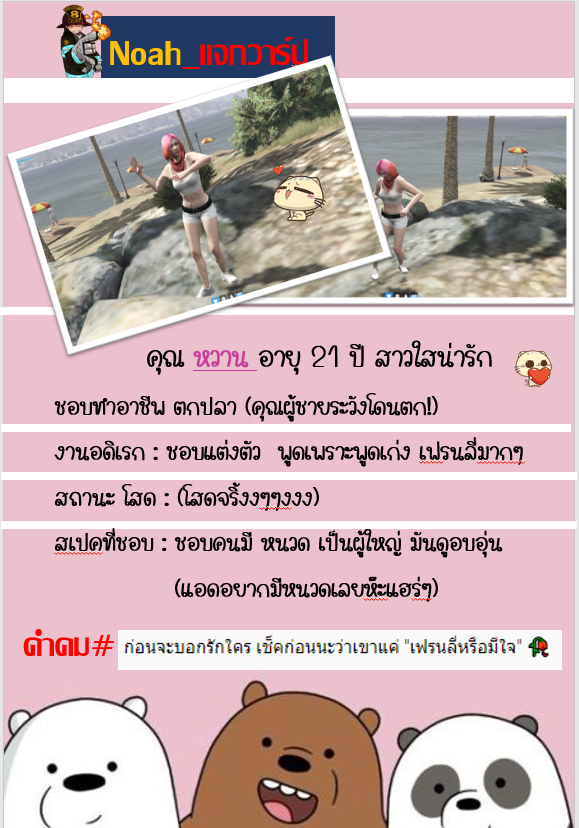 Noah_แจกวาร์ป
คุณ หวาน อายุ 21 ปี สาวใสน่ารัก
ชอบทำอาชีพ ตกปลา (คุณผู้ชายระวังโดนตก!)
งานอดิเรก : ชอบแต่งตัว พูดเพราะพูดเก่ง เฟรนลี่มากๆ
สถานะ โสด : (โสดจริ้งงๆๆงงง)
สเปคที่ชอบ : ชอบคนมี หนวด เป็นผู้ใหญ่ มันดูอบอุ่น
(แอดอยากมีหนวดเลยห๊ะแฮร่ๆ)
คำคม# ก่อนจะบอกรักใคร เช็คก่อนนะว่าเขาแค่ "เฟรนลี่หรือมีใจ"